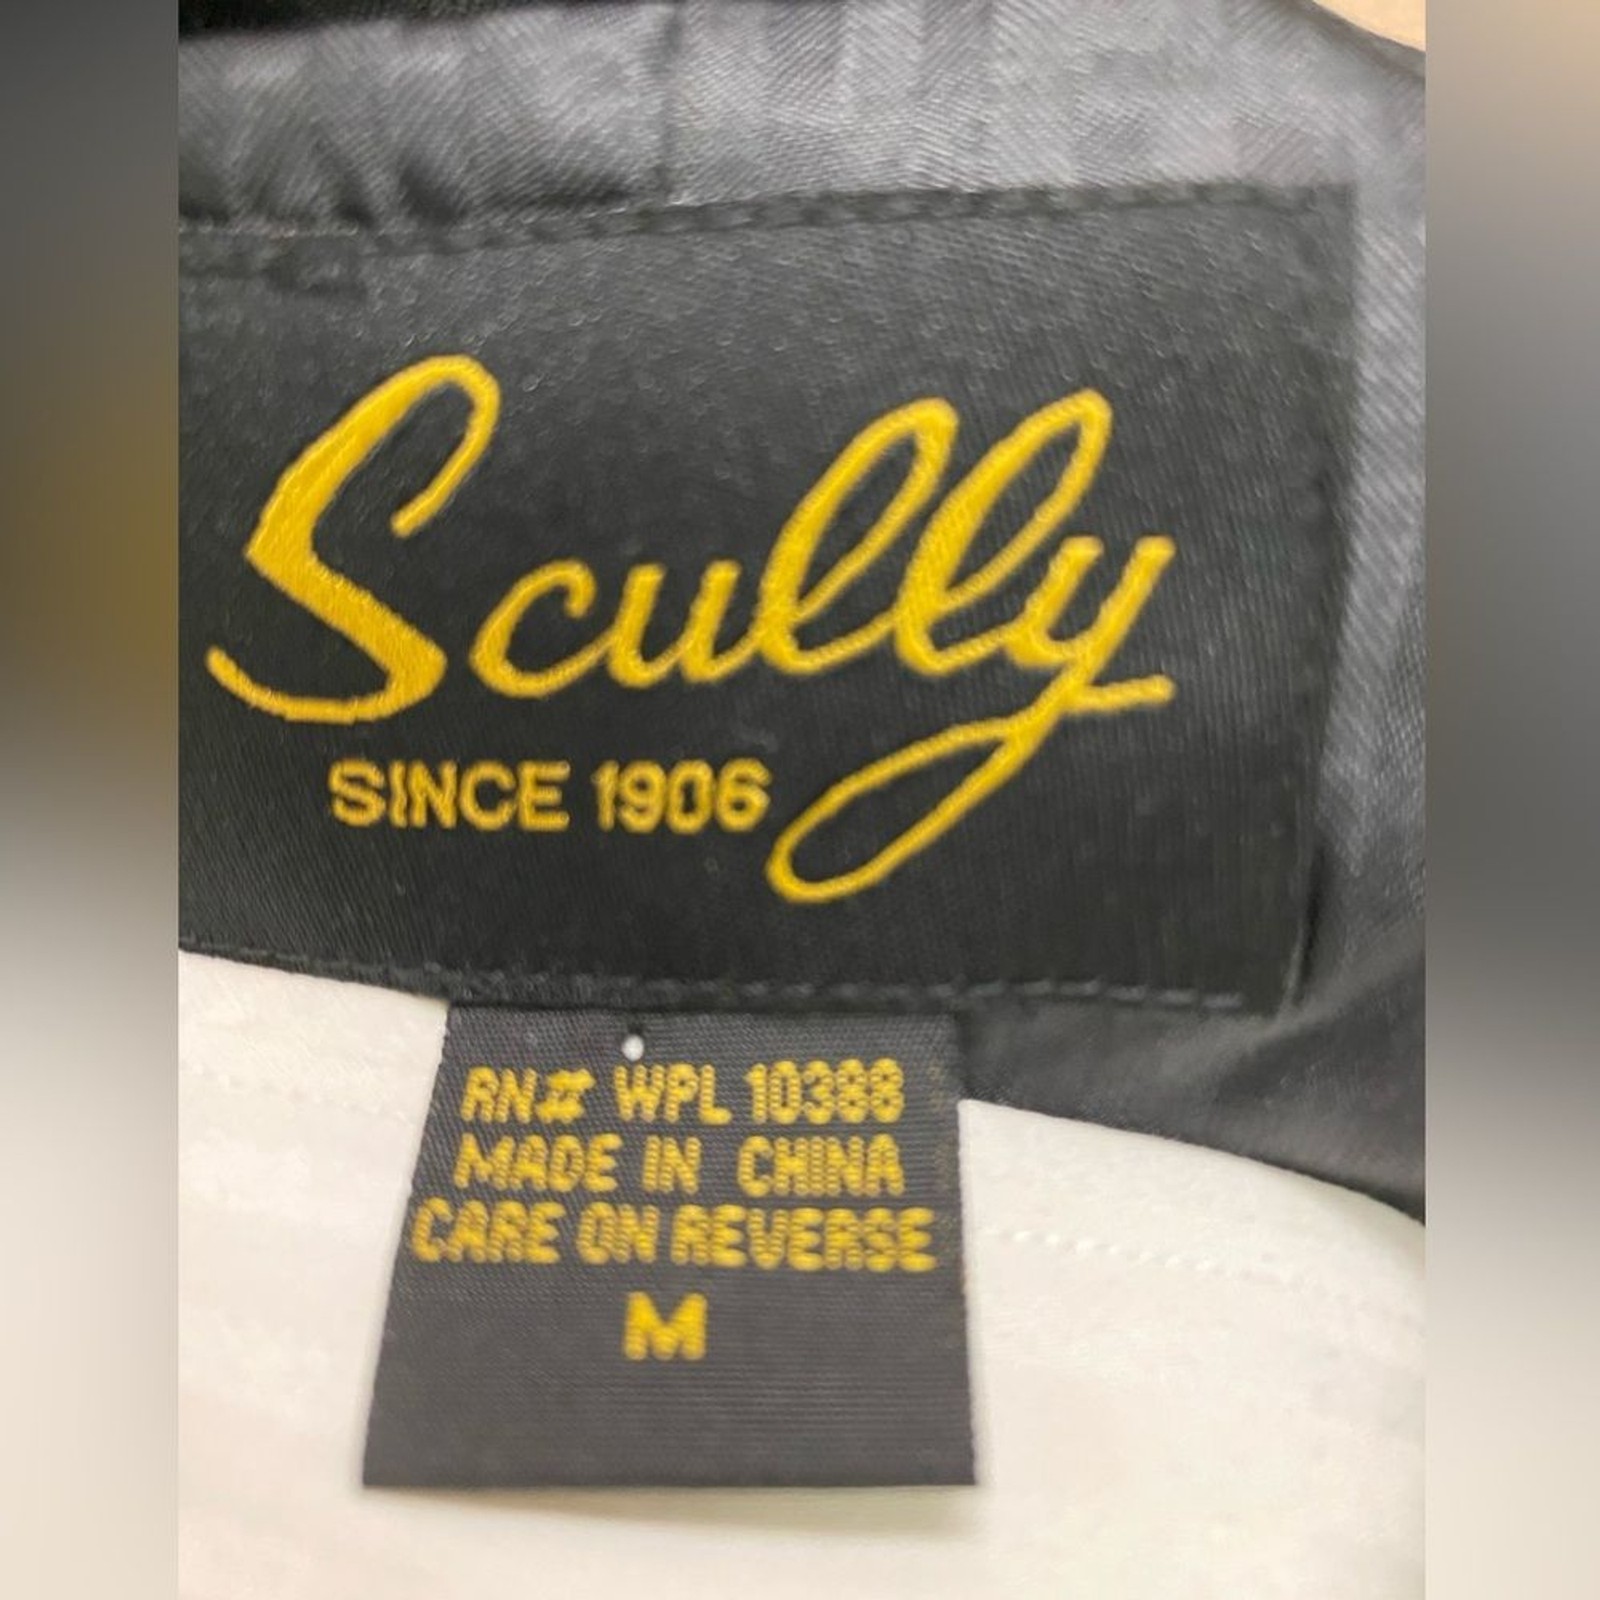 Scully
SINCE 1906
RN# WPL 10388
MADE IN CHINA
CARE ON REVERSE
M